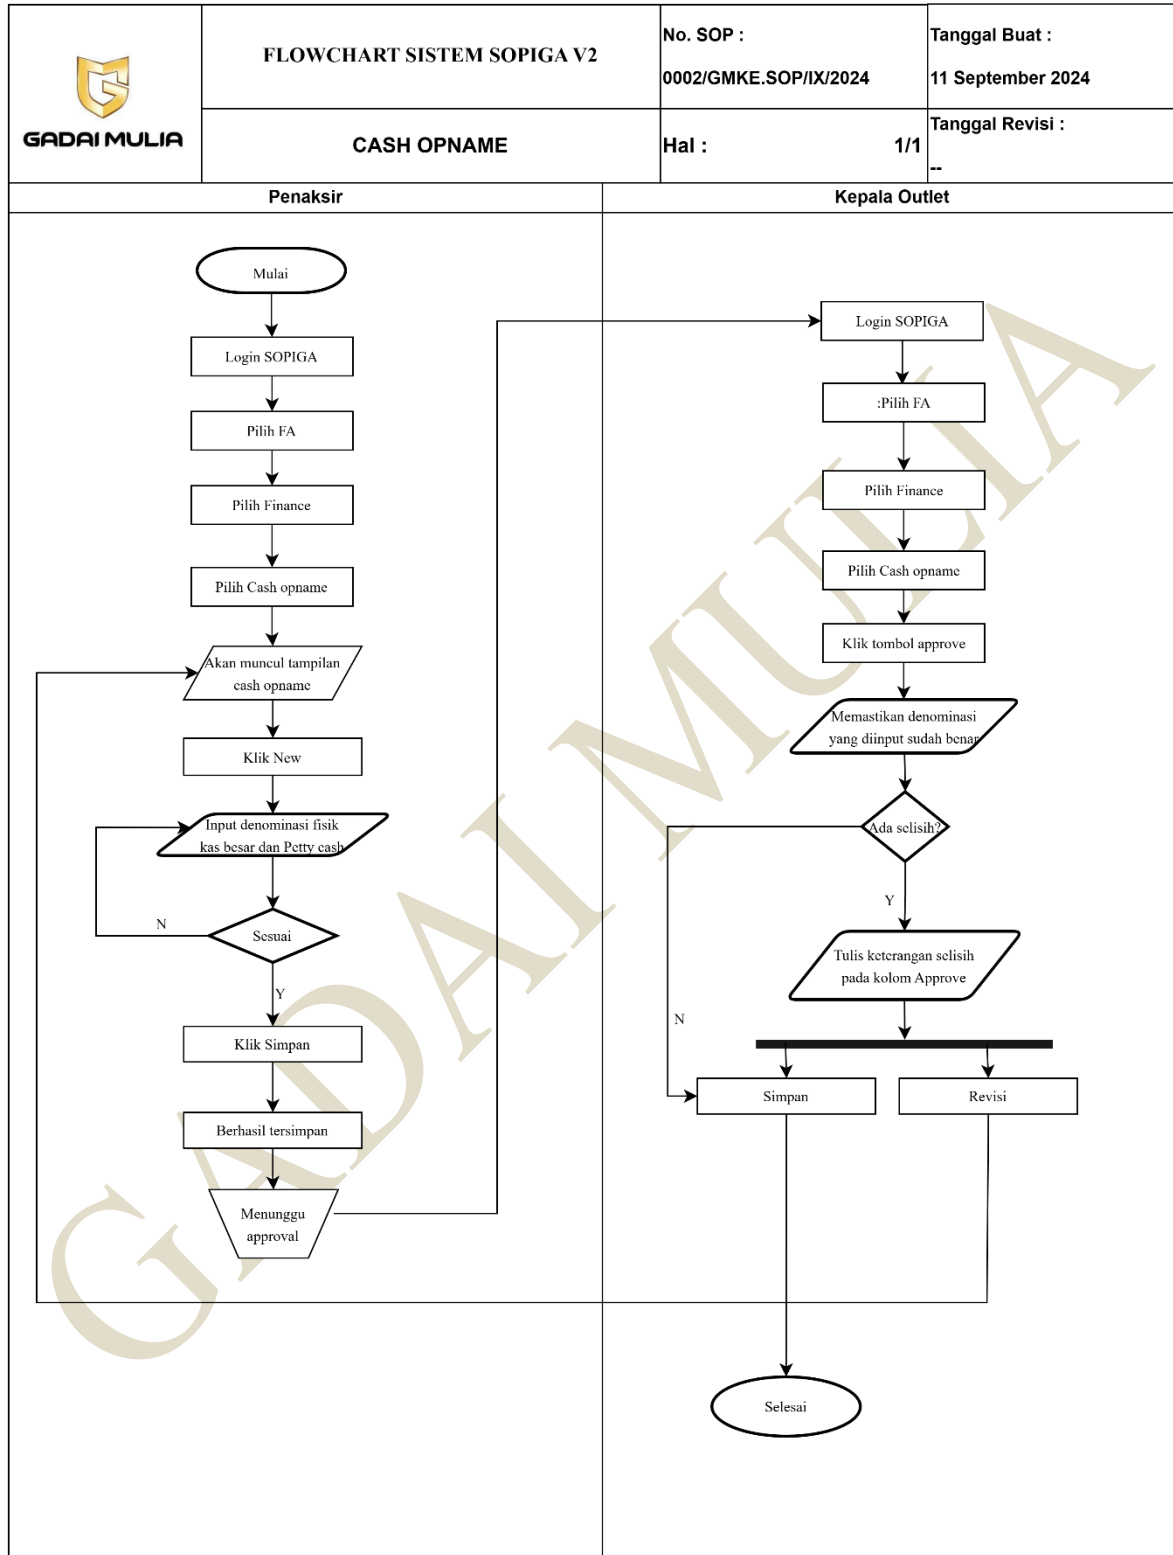 GADAI MULIA
FLOWCHART SISTEM SOPIGA V2
CASH OPNAME
No. SOP :
0002/GMKE.SOP/IX/2024
Hal : 1/1
Tanggal Buat :
11 September 2024
Tanggal Revisi :
--
Penaksir
Mulai
Login SOPIGA
Pilih FA
Pilih Finance
Pilih Cash opname
Akan muncul tampilan
cash opname
Klik New
Input denominasi fisik
kas besar dan Petty cash
N
Sesuai
Y
Klik Simpan
Berhasil tersimpan
Menunggu
approval
Kepala Outlet
Login SOPIGA
:Pilih FA
Pilih Finance
Pilih Cash opname
Klik tombol approve
Memastikan denominasi
yang diinput sudah benar
Ada selisih?
Y
Tulis keterangan selisih
pada kolom Approve
N
Simpan
Revisi
Selesai
GADAI MULIA